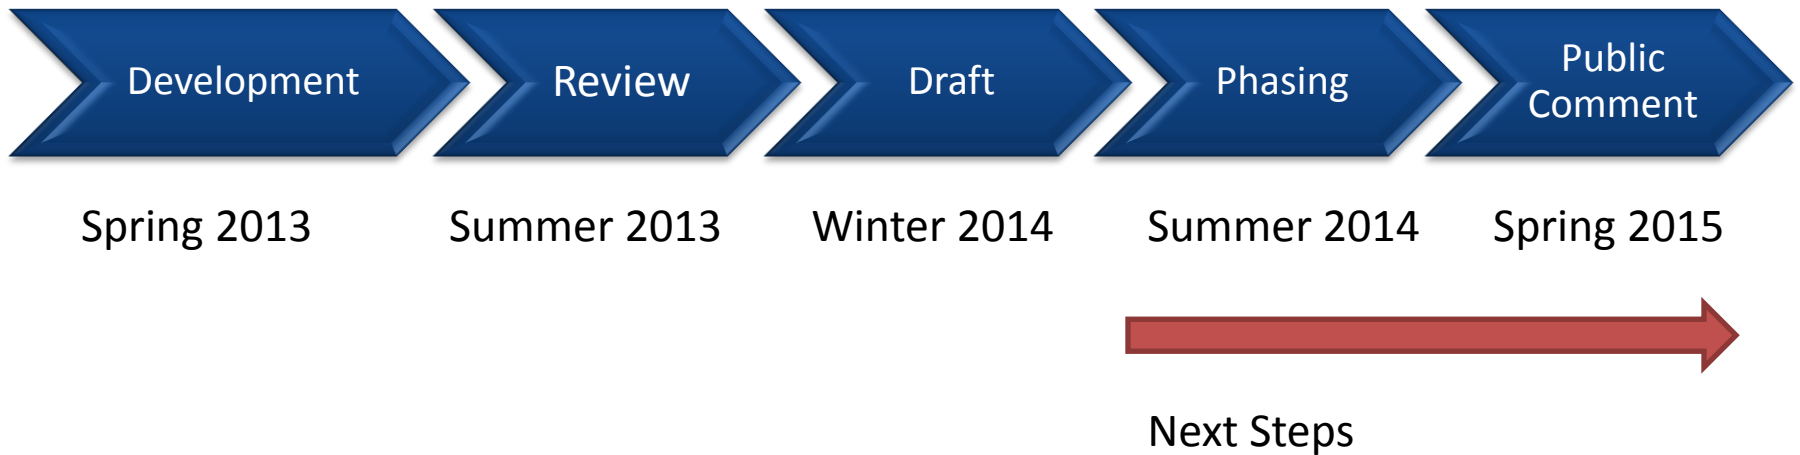 Development
Review
Draft
Phasing
Public
Comment
Spring 2013
Summer 2013
Winter 2014
Summer 2014
Spring 2015
Next Steps